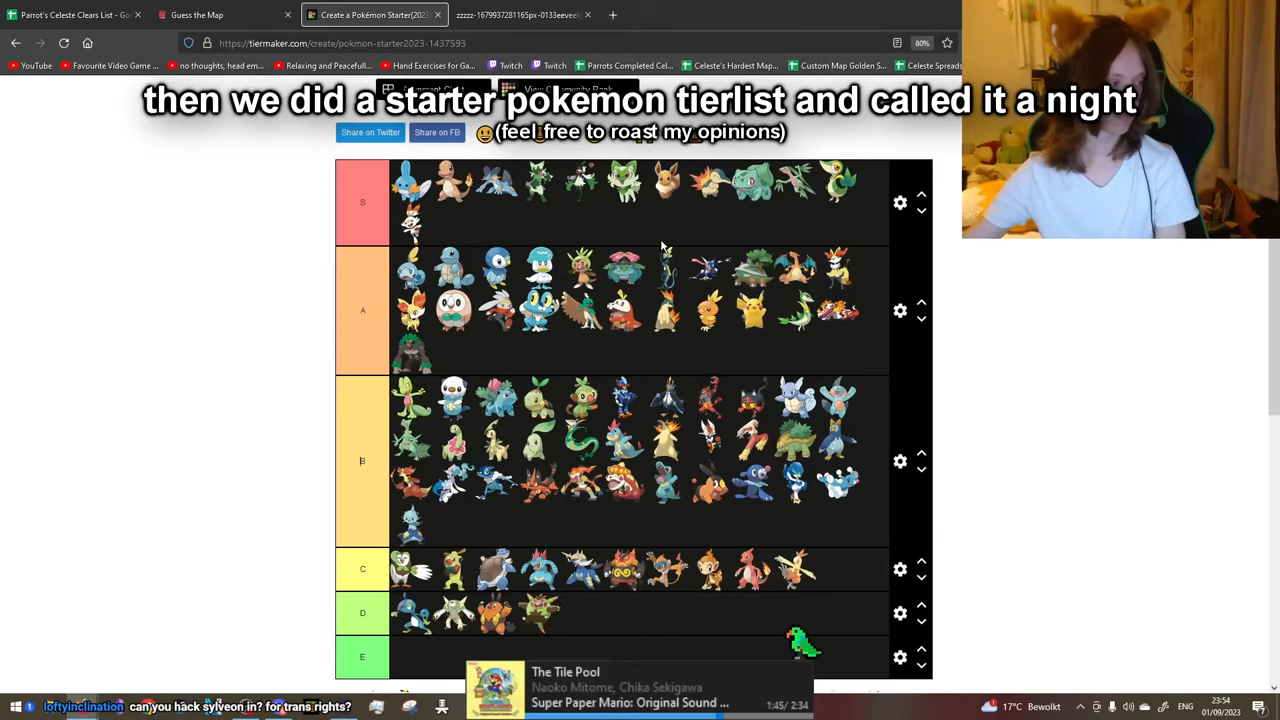 Parrot's Celeste Clears List - Go
Guess the Map
Create a Pokémon Starter(2023)
zzzzz-1679937281165px-0133eevee
https://tiermaker.com/create/pokmon-starter2023-1437593
80%
YouTube
Favourite Video Game ...
no thoughts, head em...
Relaxing and Peacefull...
Hand Exercises for Ga...
Twitch
Twitch
Parrots Completed Cel...
Celeste's Hardest Map...
Custom Map Golden S...
Celeste Spreads
then we did a starter pokemon tierlist and called it a night
(feel free to roast my opinions)
Share on Twitter
Share on FB
S
A
B
C
D
E
The Tile Pool
Naoko Mitome, Chika Sekigawa
Super Paper Mario: Original Sound ...
1:45/ 2:34
loftyinclination can you hack sylveon in? for trans rights?
17°C Bewolkt
ENG
23:54
01/09/2023